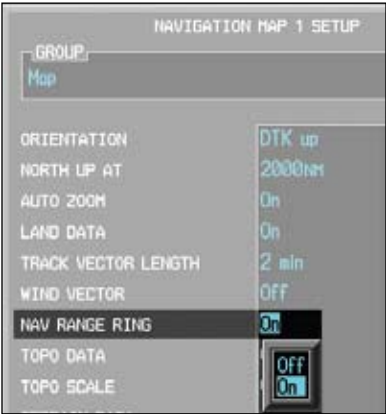 NAVIGATION MAP 1 SETUP
GROUP
Map
ORIENTATION DTK up
NORTH UP AT 2000NM
AUTO ZOOM On
LAND DATA On
TRACK VECTOR LENGTH 2 min
WIND VECTOR Off
NAV RANGE RING On
TOPO DATA Off
TOPO SCALE On